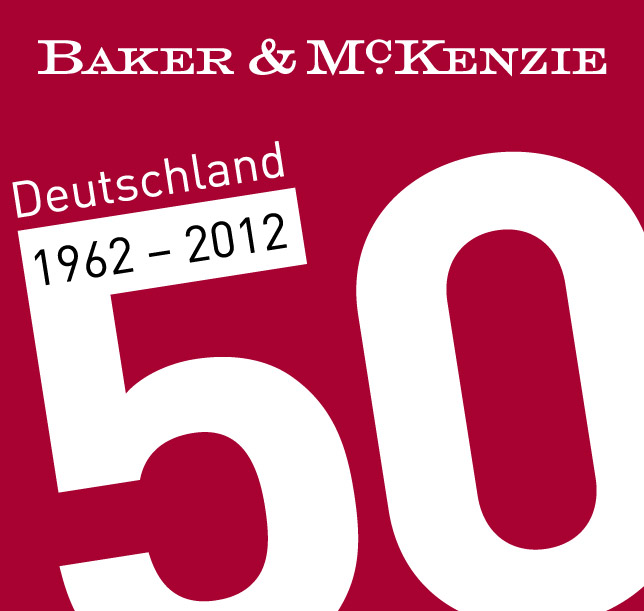 BAKER & McKENZIE
Deutschland
1962 – 2012
50